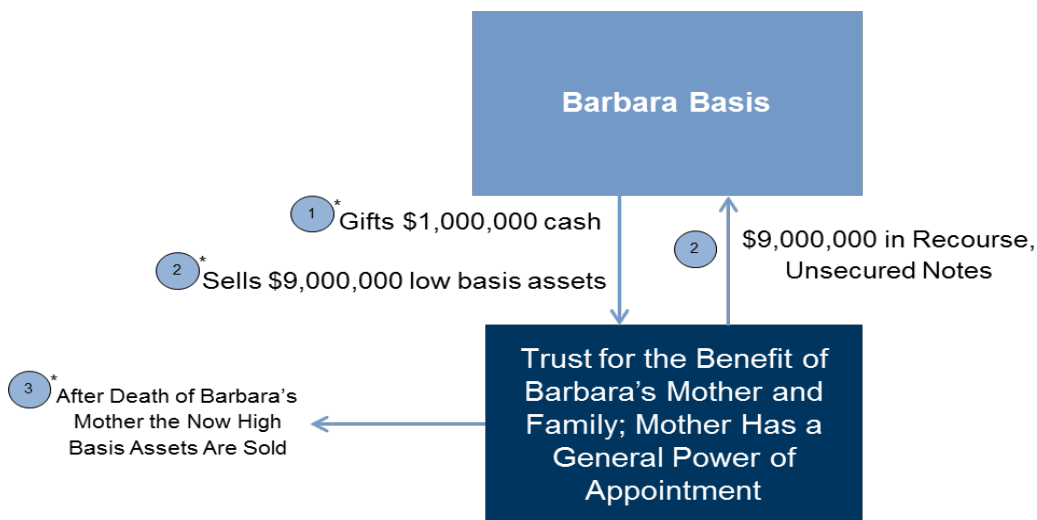 Barbara Basis
1
*
Gifts $1,000,000 cash
2
*
Sells $9,000,000 low basis assets
2
$9,000,000 in Recourse,
Unsecured Notes
Trust for the Benefit of
Barbara's Mother and
Family; Mother Has a
General Power of
Appointment
3
*
After Death of Barbara's
Mother the Now High
Basis Assets Are Sold